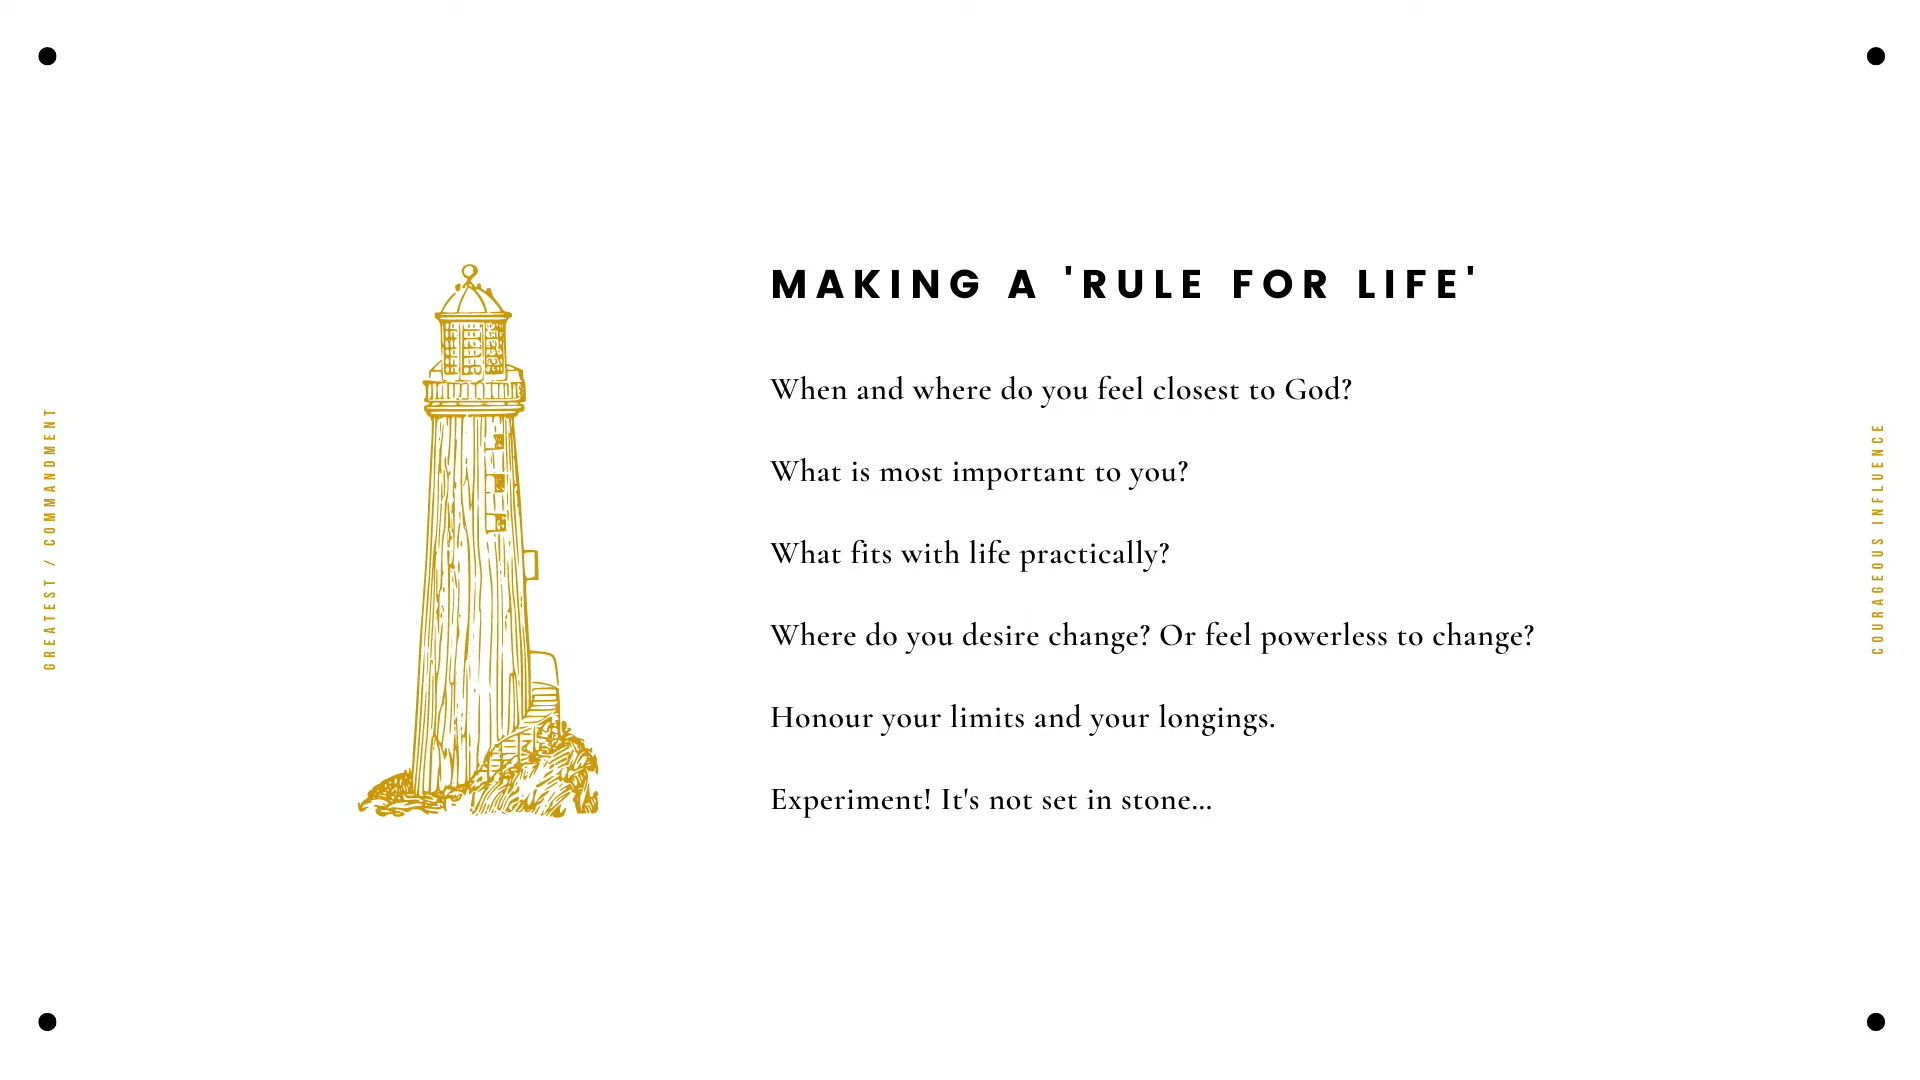 GREATEST / COMMANDMENT
MAKING A 'RULE FOR LIFE'
When and where do you feel closest to God?
What is most important to you?
What fits with life practically?
Where do you desire change? Or feel powerless to change?
Honour your limits and your longings.
Experiment! It's not set in stone...
COURAGEOUS INFLUENCE